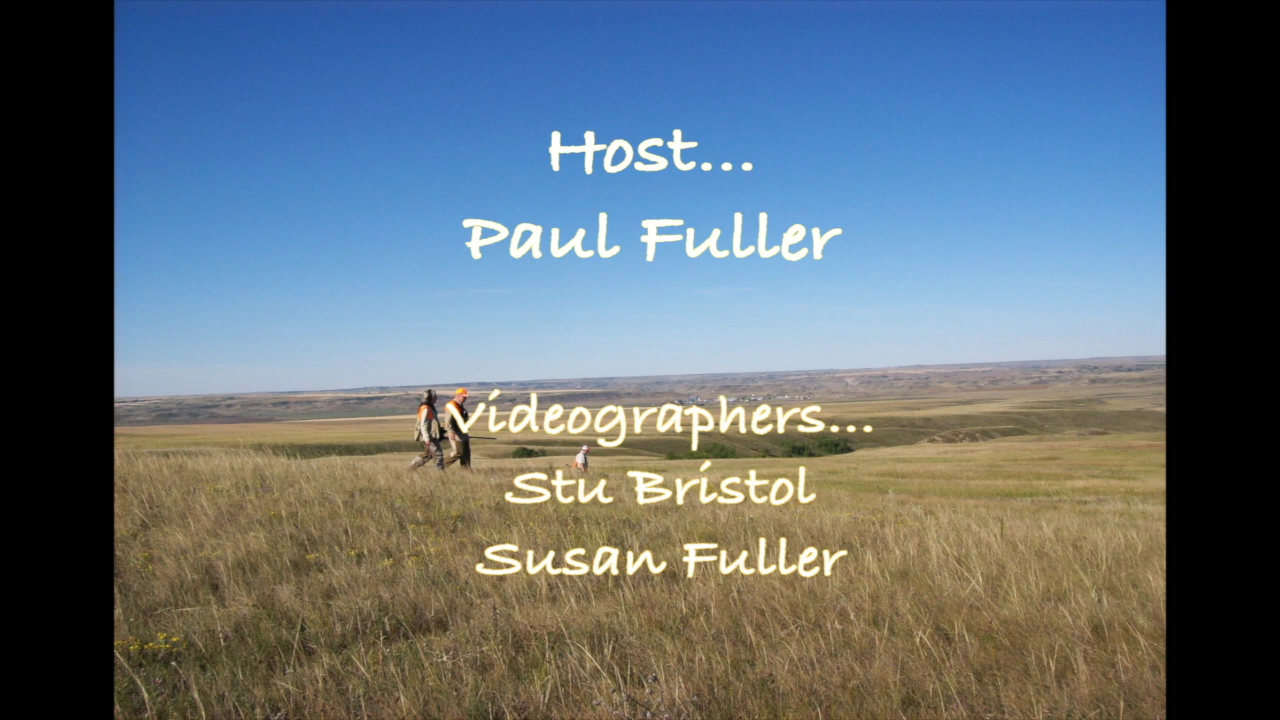 Host...
Paul Fuller
Videographers...
Stu Bristol
Susan Fuller